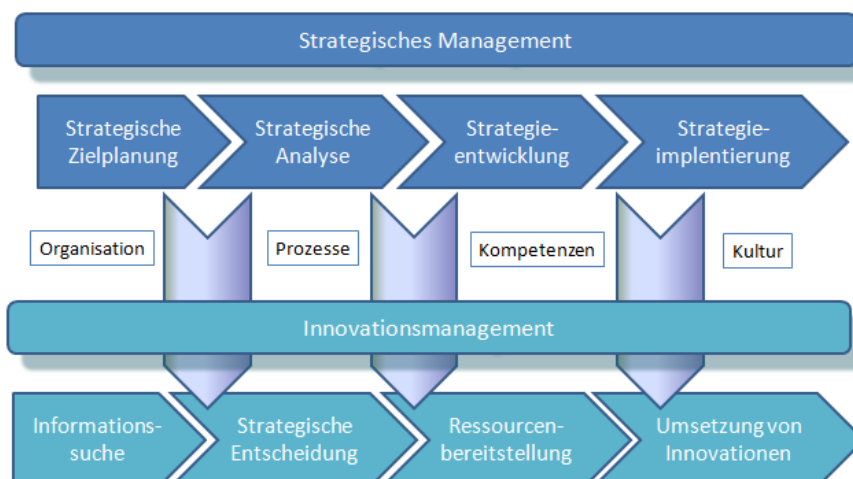 Strategisches Management
Strategische
Zielplanung
Strategische
Analyse
Strategie-
entwicklung
Strategie-
implentierung
Organisation
Prozesse
Kompetenzen
Kultur
Innovationsmanagement
Informations-
suche
Strategische
Entscheidung
Ressourcen-
bereitstellung
Umsetzung von
Innovationen